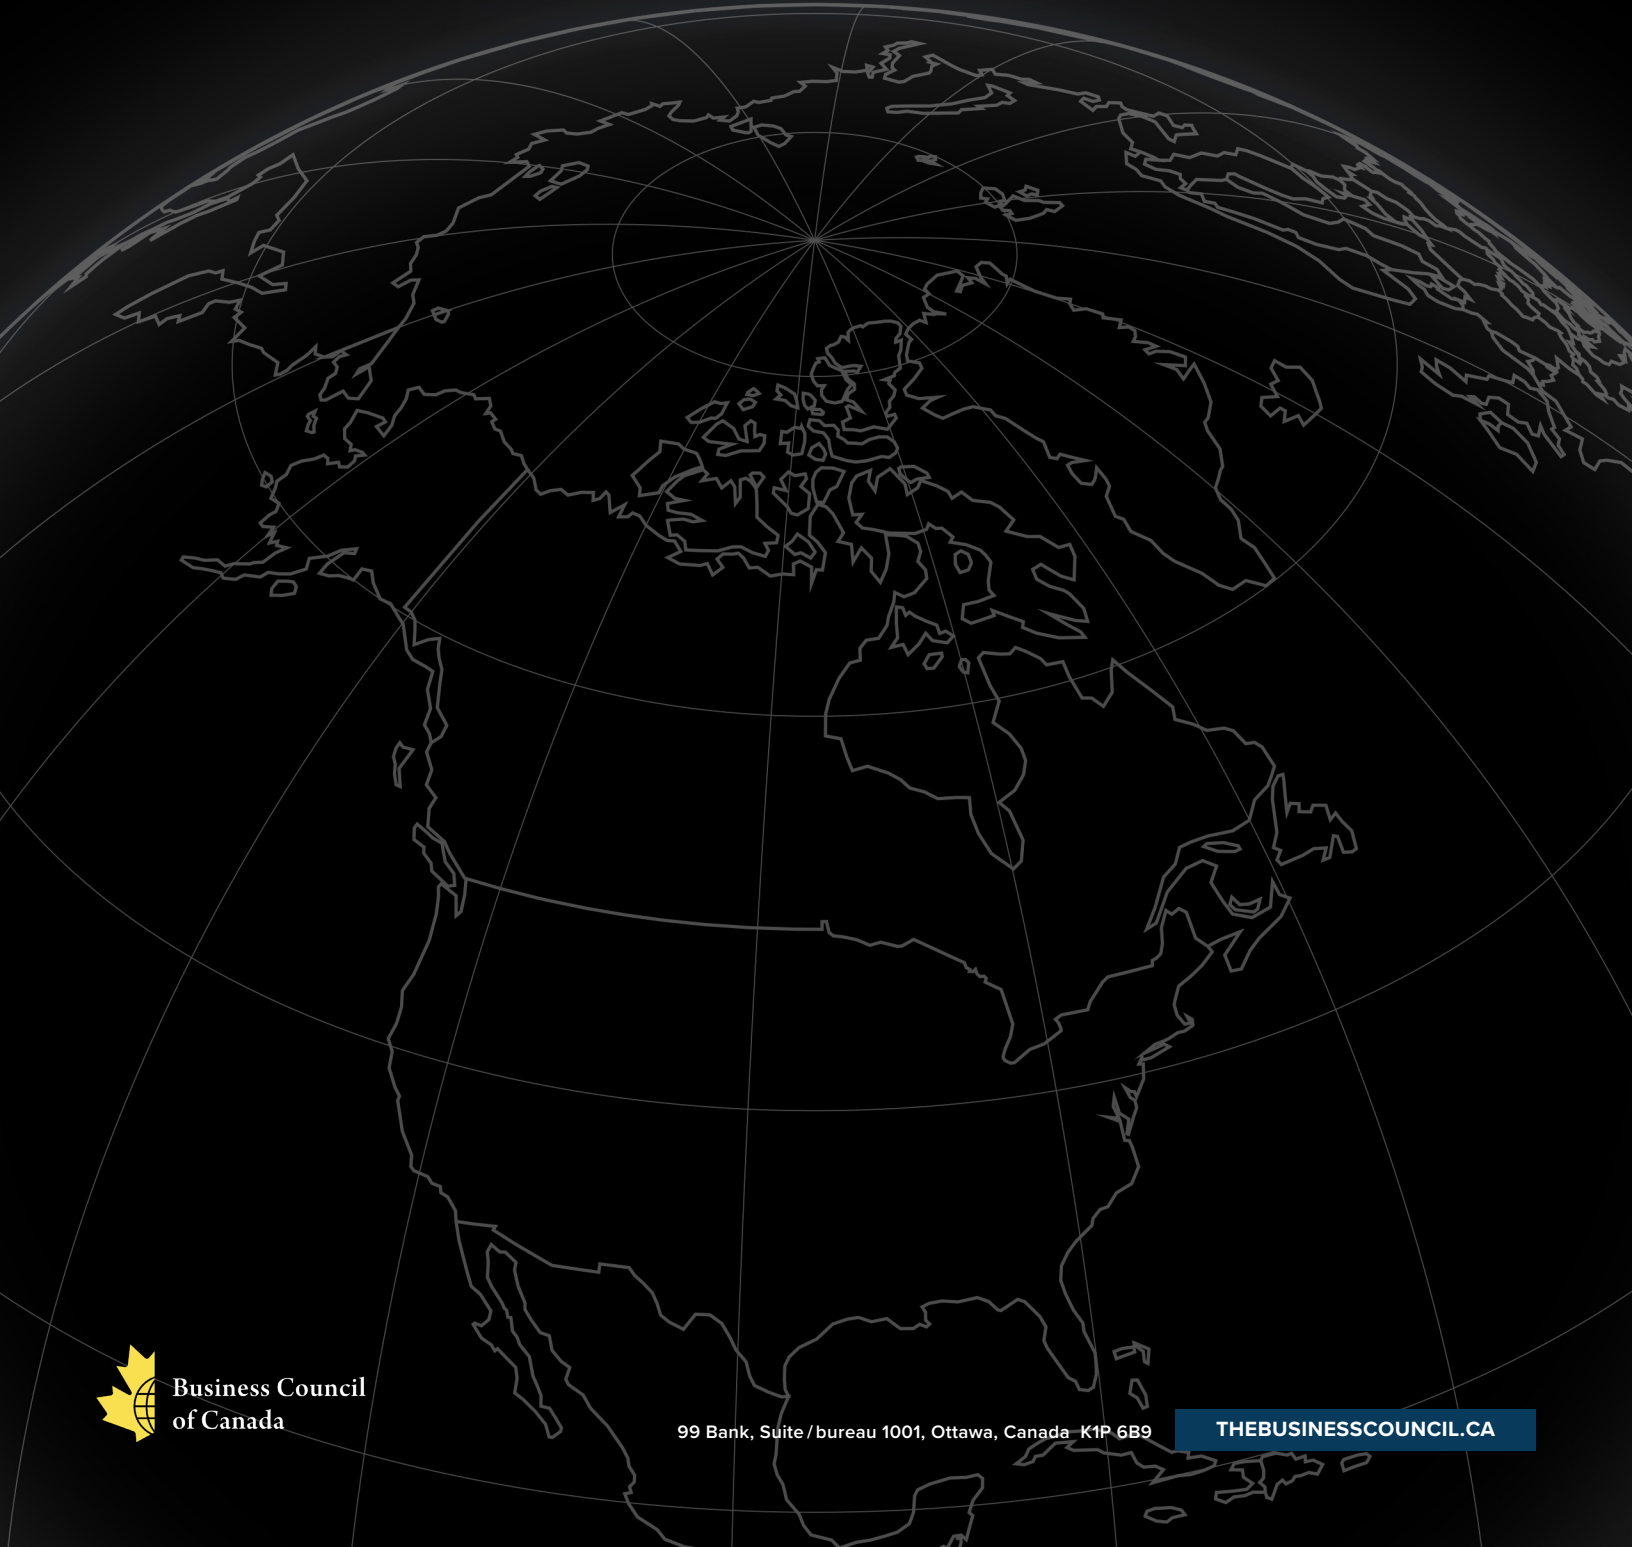 Business Council
of Canada
99 Bank, Suite / bureau 1001, Ottawa, Canada K1P 6B9
THEBUSINESSCOUNCIL.CA